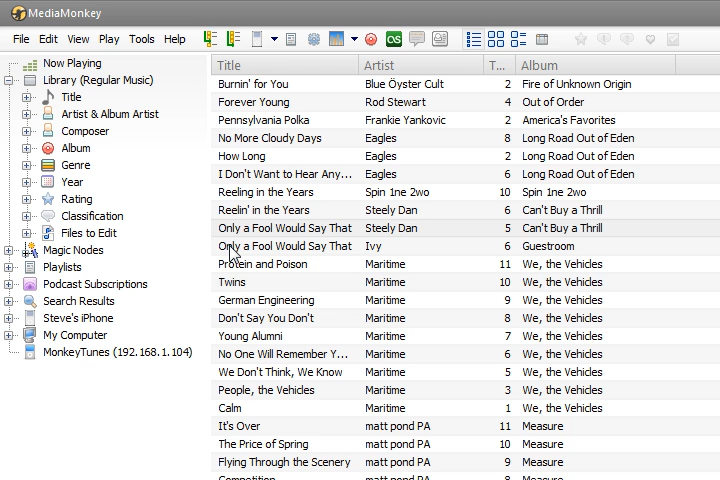 MediaMonkey
File Edit View Play Tools Help
Now Playing
Library (Regular Music)
Title
Artist & Album Artist
Composer
Album
Genre
Year
Rating
Classification
Files to Edit
Magic Nodes
Playlists
Podcast Subscriptions
Search Results
Steve's iPhone
My Computer
MonkeyTunes (192.168.1.104)
Title Artist T... Album
Burnin' for You Blue Öyster Cult 2 Fire of Unknown Origin
Forever Young Rod Stewart 4 Out of Order
Pennsylvania Polka Frankie Yankovic 2 America's Favorites
No More Cloudy Days Eagles 8 Long Road Out of Eden
How Long Eagles 2 Long Road Out of Eden
I Don't Want to Hear Any... Eagles 6 Long Road Out of Eden
Reeling in the Years Spin 1ne 2wo 10 Spin 1ne 2wo
Reelin' in the Years Steely Dan 6 Can't Buy a Thrill
Only a Fool Would Say That Steely Dan 5 Can't Buy a Thrill
Only a Fool Would Say That Ivy 6 Guestroom
Protein and Poison Maritime 11 We, the Vehicles
Twins Maritime 10 We, the Vehicles
German Engineering Maritime 9 We, the Vehicles
Don't Say You Don't Maritime 8 We, the Vehicles
Young Alumni Maritime 7 We, the Vehicles
No One Will Remember Y... Maritime 6 We, the Vehicles
We Don't Think, We Know Maritime 5 We, the Vehicles
People, the Vehicles Maritime 3 We, the Vehicles
Calm Maritime 1 We, the Vehicles
It's Over matt pond PA 11 Measure
The Price of Spring matt pond PA 10 Measure
Flying Through the Scenery matt pond PA 9 Measure
Competition matt pond PA 8 Measure